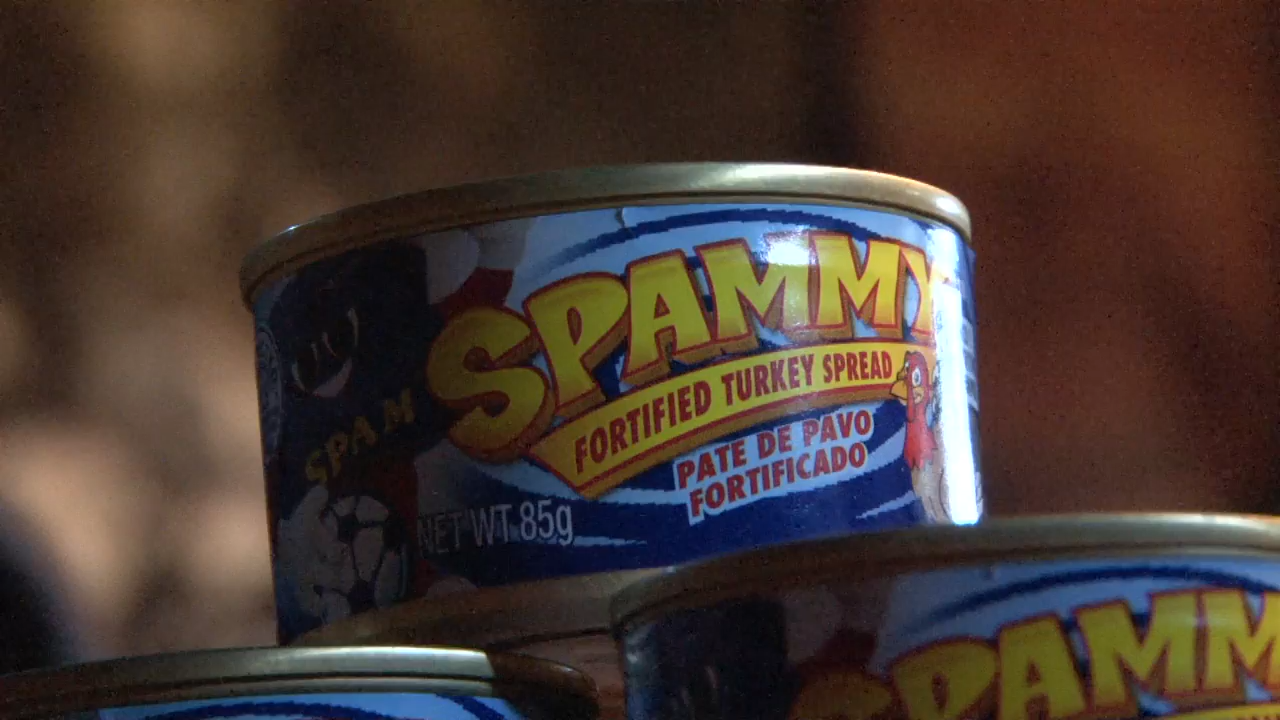 SPAMMY
FORTIFIED TURKEY SPREAD
PATE DE PAVO
FORTIFICADO
SPAM
NET WT. 85g
SPAMM